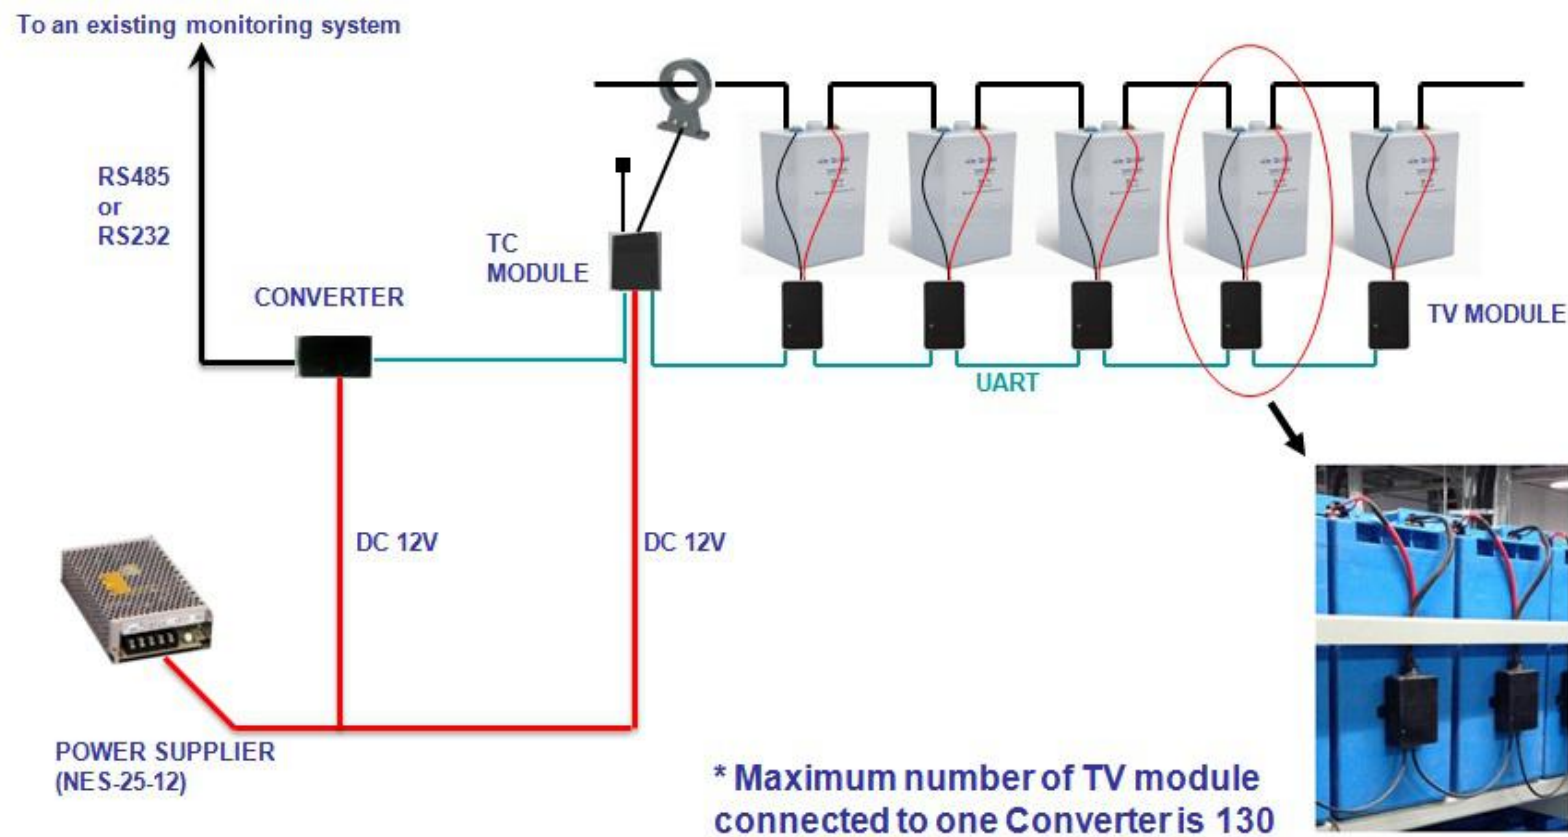 To an existing monitoring system
RS485
or
RS232
TC
MODULE
CONVERTER
TV MODULE
UART
DC 12V
DC 12V
POWER SUPPLIER
(NES-25-12)
* Maximum number of TV module
connected to one Converter is 130